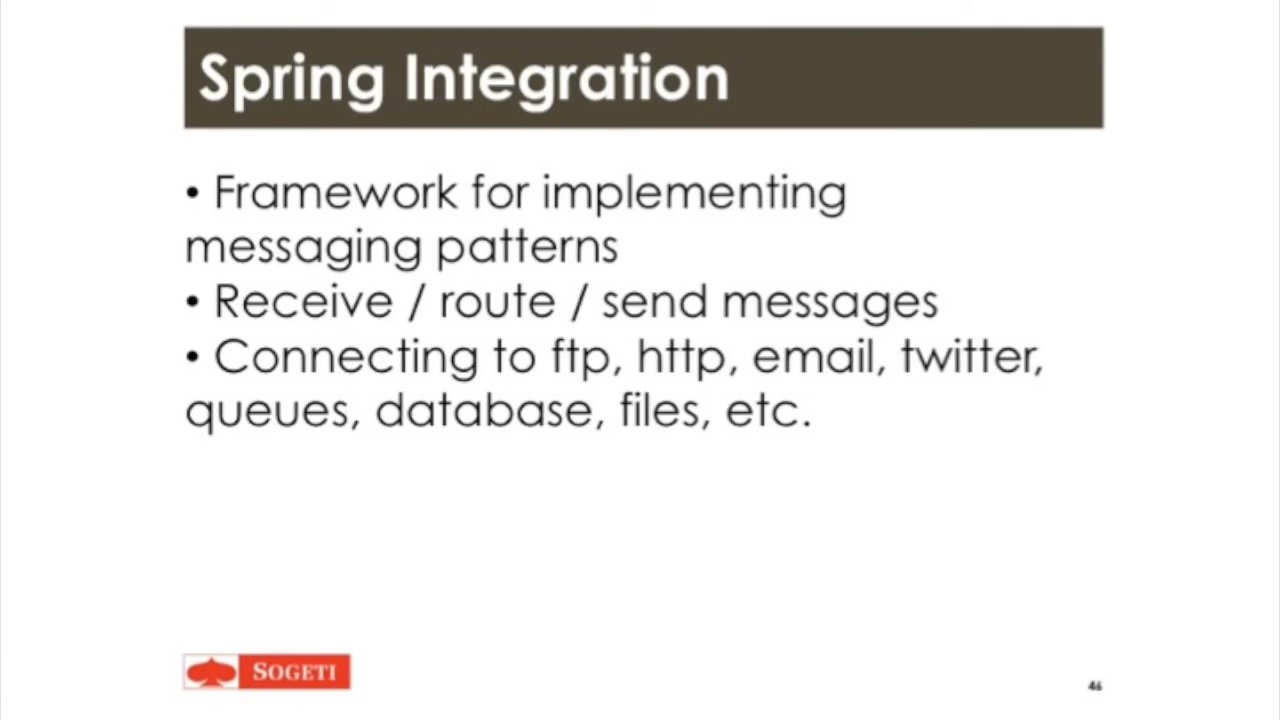 Spring Integration
• Framework for implementing
messaging patterns
• Receive / route / send messages
• Connecting to ftp, http, email, twitter,
queues, database, files, etc.
SOGETI
46